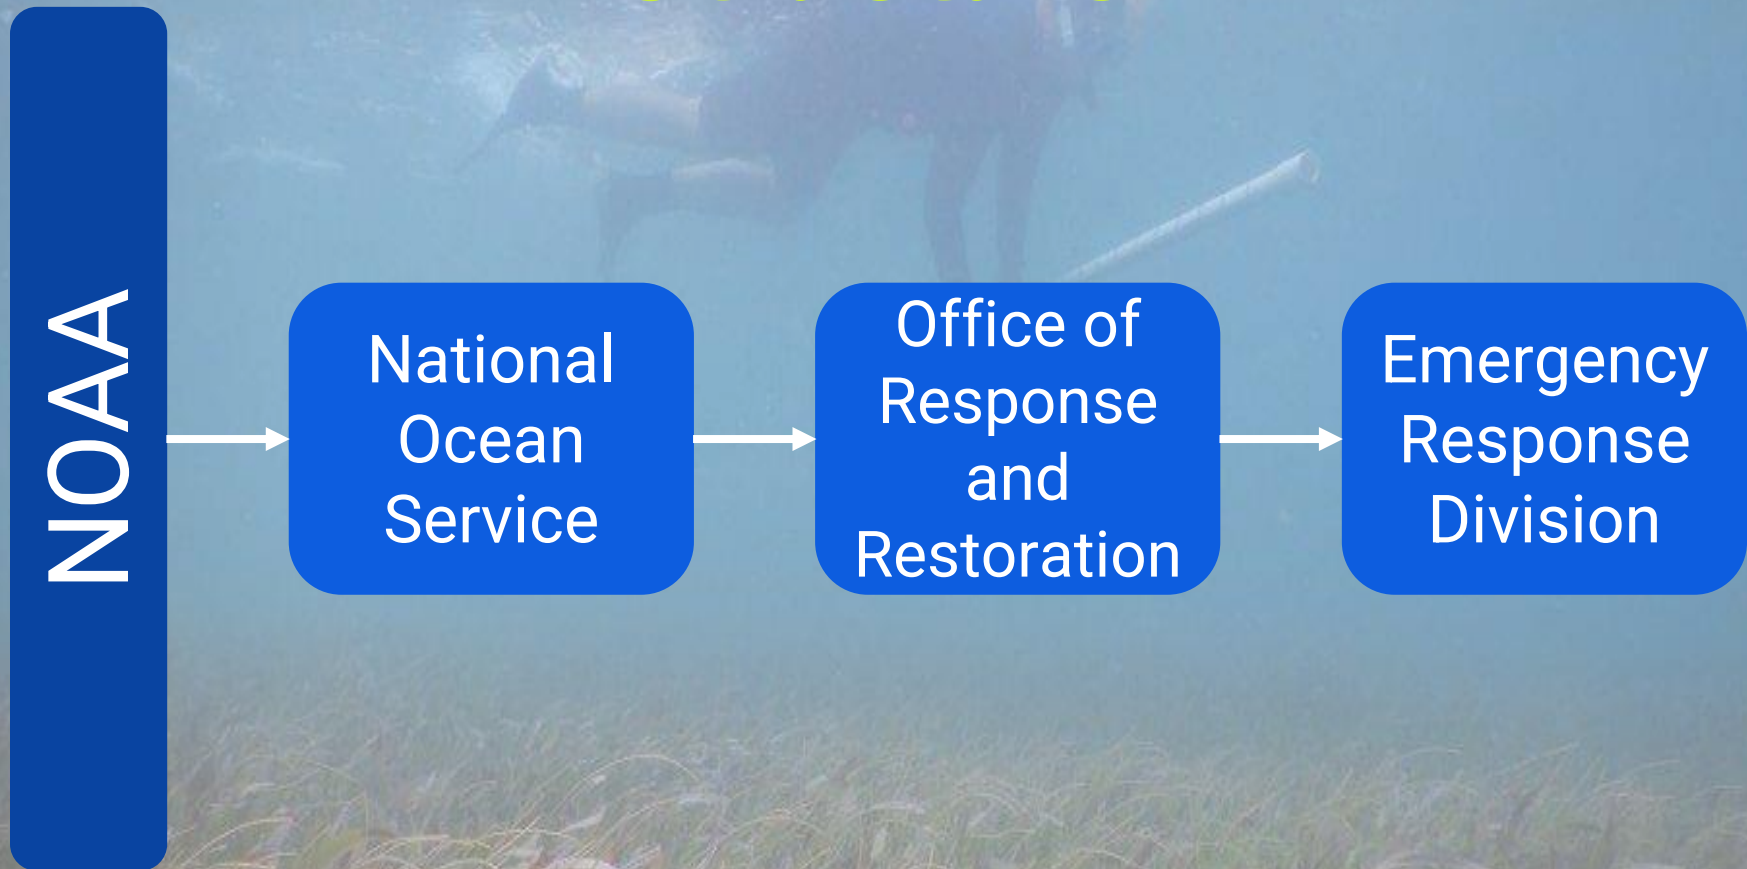 NOAA
National
Ocean
Service
Office of
Response
and
Restoration
Emergency
Response
Division